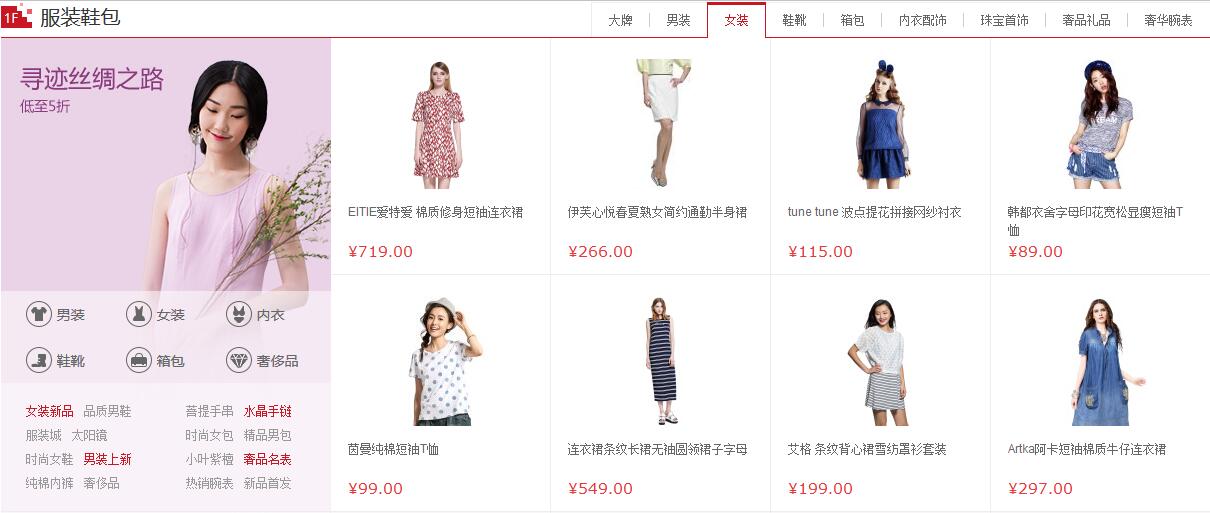 1F 服装鞋包
大牌 男装 女装 鞋靴 箱包 内衣配饰 珠宝首饰 奢品礼品 奢华腕表
寻迹丝绸之路
低至5折
男装 女装 内衣
鞋靴 箱包 奢侈品
女装新品 品质男鞋 菩提手串 水晶手链
服装城 太阳镜 时尚女包 精品男包
时尚女鞋 男装上新 小叶紫檀 奢品名表
纯棉内裤 奢侈品 热销腕表 新品首发
EITIE爱特爱 棉质修身短袖连衣裙
¥719.00
伊芙心悦春夏熟女简约通勤半身裙
¥266.00
tune tune 波点提花拼接网纱衬衣
¥115.00
韩都衣舍字母印花宽松显瘦短袖T
恤
¥89.00
茵曼纯棉短袖T恤
¥99.00
连衣裙条纹长裙无袖圆领裙子字母
¥549.00
艾格 条纹背心裙雪纺罩衫套装
¥199.00
Artka阿卡短袖棉质牛仔连衣裙
¥297.00